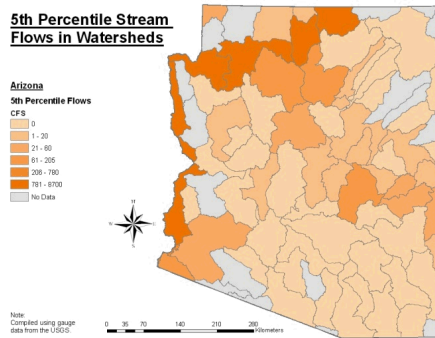 5th Percentile Stream
Flows in Watersheds
Arizona
5th Percentile Flows
CFS
0
1 - 20
21 - 60
61 - 205
206 - 780
781 - 8700
No Data
N
W
E
S
Note:
Compiled using gauge
data from the USGS.
0 35 70 140 210 280
Kilometers